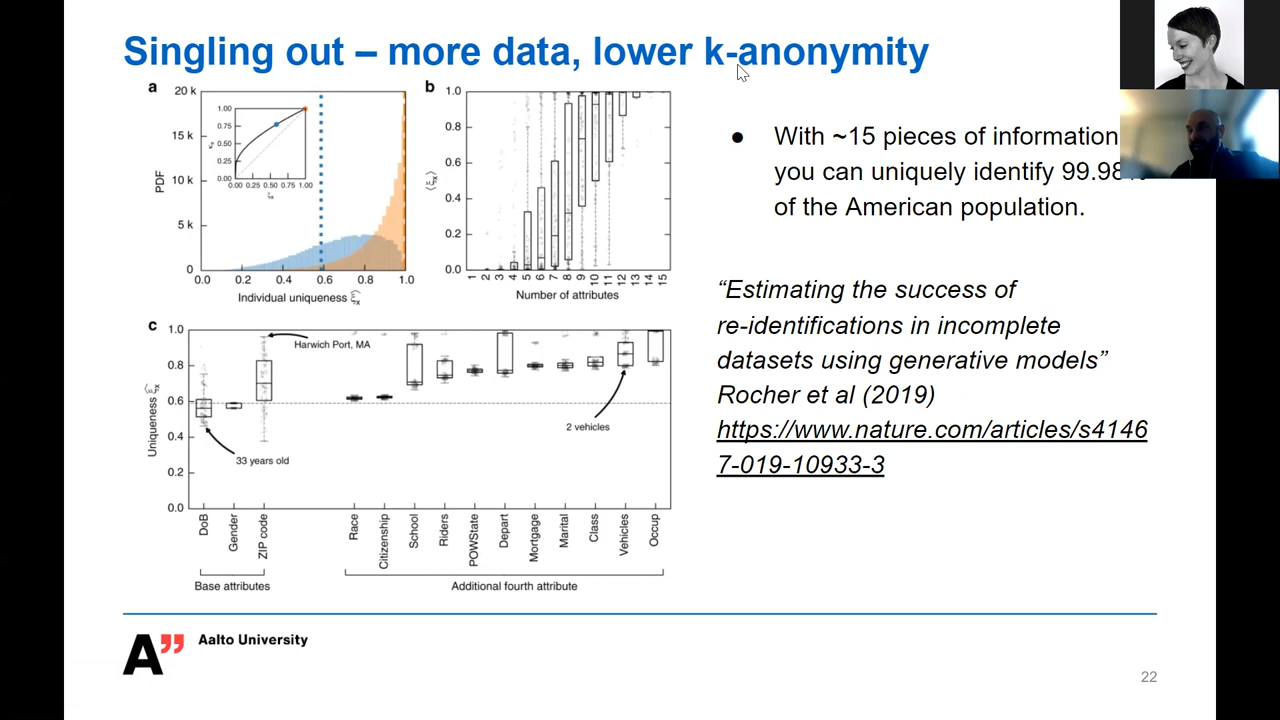 Singling out – more data, lower k-anonymity
a
20 k
15 k
10 k
5 k
0
PDF
1.00
0.75
0.50
0.25
0.00
0.00 0.25 0.50 0.75 1.00
0.0 0.2 0.4 0.6 0.8 1.0
Individual uniqueness
b
1.0
0.8
0.6
0.4
0.2
0.0
1 2 3 4 5 6 7 8 9 10 11 12 13 14 15
Number of attributes
● With ~15 pieces of information
you can uniquely identify 99.98%
of the American population.
“Estimating the success of
re-identifications in incomplete
datasets using generative models”
Rocher et al (2019)
https://www.nature.com/articles/s4146
7-019-10933-3
c
1.0
0.8
0.6
0.4
0.2
0.0
Uniqueness
Harwich Port, MA
2 vehicles
33 years old
DoB
Gender
ZIP code
Race
Citizenship
School
Riders
POWState
Depart
Mortgage
Marital
Class
Vehicles
Occup
Base attributes
Additional fourth attribute
A”
Aalto University
22